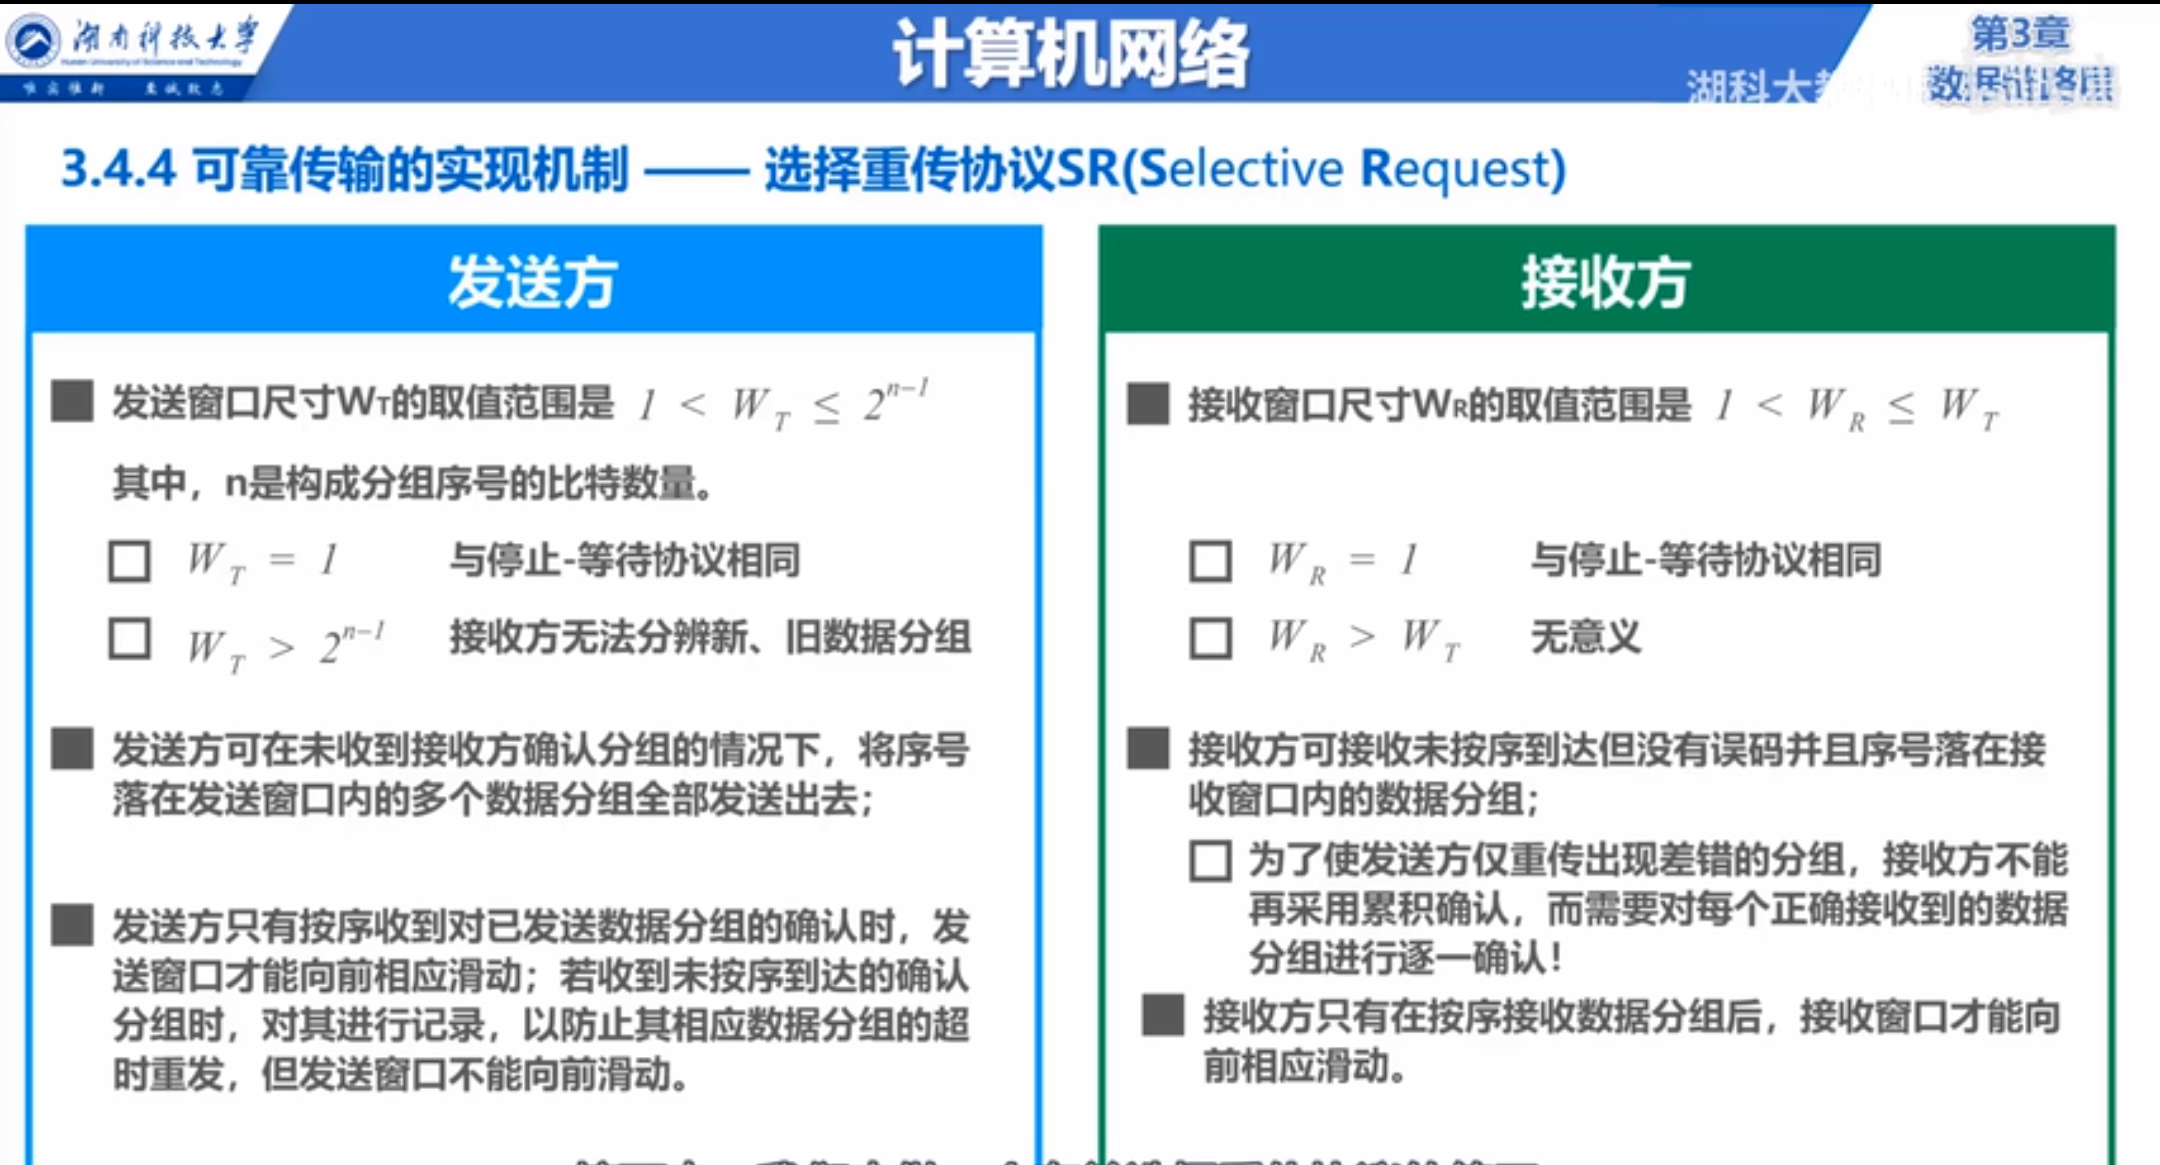 湖南科技大学
Hunan University of Science and Technology
唯实惟新 至诚致志
计算机网络
第3章
数据链路层
湖科大教
3.4.4 可靠传输的实现机制 —— 选择重传协议SR(Selective Request)
发送方
发送窗口尺寸WT的取值范围是 1 < W_T ≤ 2^{n-1}
其中，n是构成分组序号的比特数量。
W_T = 1 与停止-等待协议相同
W_T > 2^{n-1} 接收方无法分辨新、旧数据分组
发送方可在未收到接收方确认分组的情况下，将序号
落在发送窗口内的多个数据分组全部发送出去；
发送方只有按序收到对已发送数据分组的确认时，发
送窗口才能向前相应滑动；若收到未按序到达的确认
分组时，对其进行记录，以防止其相应数据分组的超
时重发，但发送窗口不能向前滑动。
接收方
接收窗口尺寸WR的取值范围是 1 < W_R ≤ W_T
W_R = 1 与停止-等待协议相同
W_R > W_T 无意义
接收方可接收未按序到达但没有误码并且序号落在接
收窗口内的数据分组；
为了使发送方仅重传出现差错的分组，接收方不能
再采用累积确认，而需要对每个正确接收到的数据
分组进行逐一确认！
接收方只有在按序接收数据分组后，接收窗口才能向
前相应滑动。